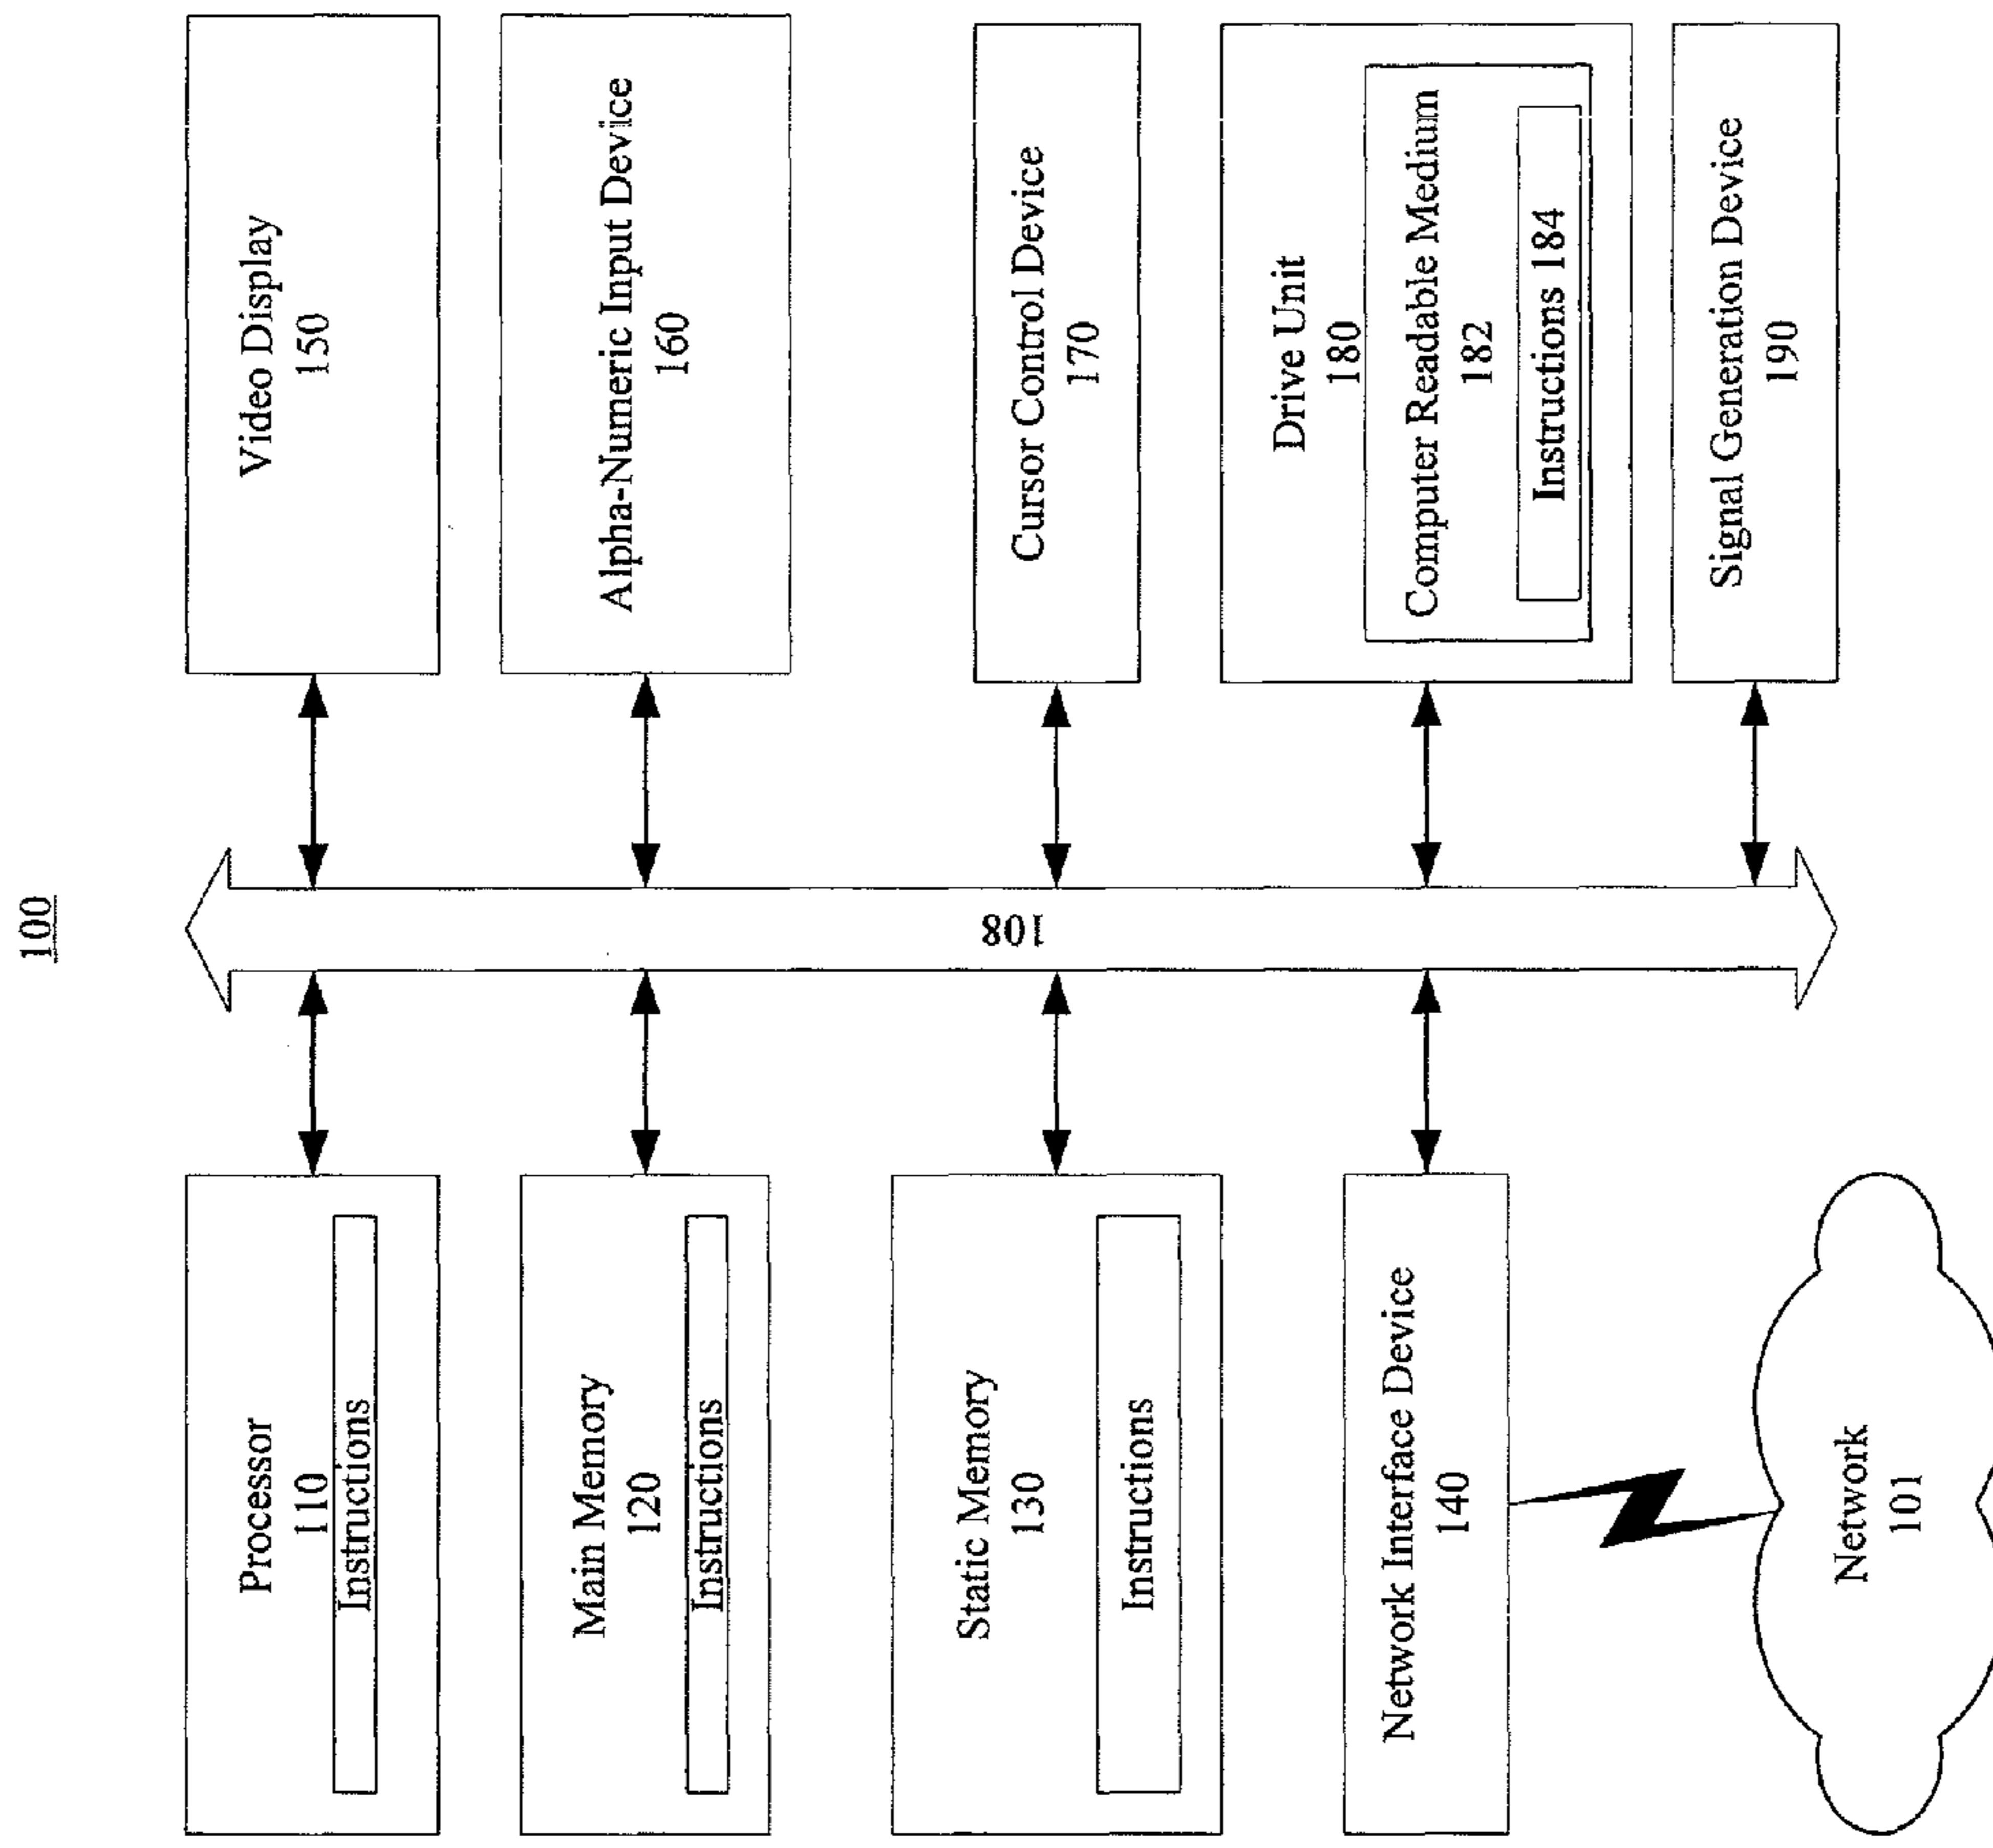 100
Processor
110
Instructions
Main Memory
120
Instructions
Static Memory
130
Instructions
Network Interface Device
140
Network
101
108
Video Display
150
Alpha-Numeric Input Device
160
Cursor Control Device
170
Drive Unit
180
Computer Readable Medium
182
Instructions 184
Signal Generation Device
190